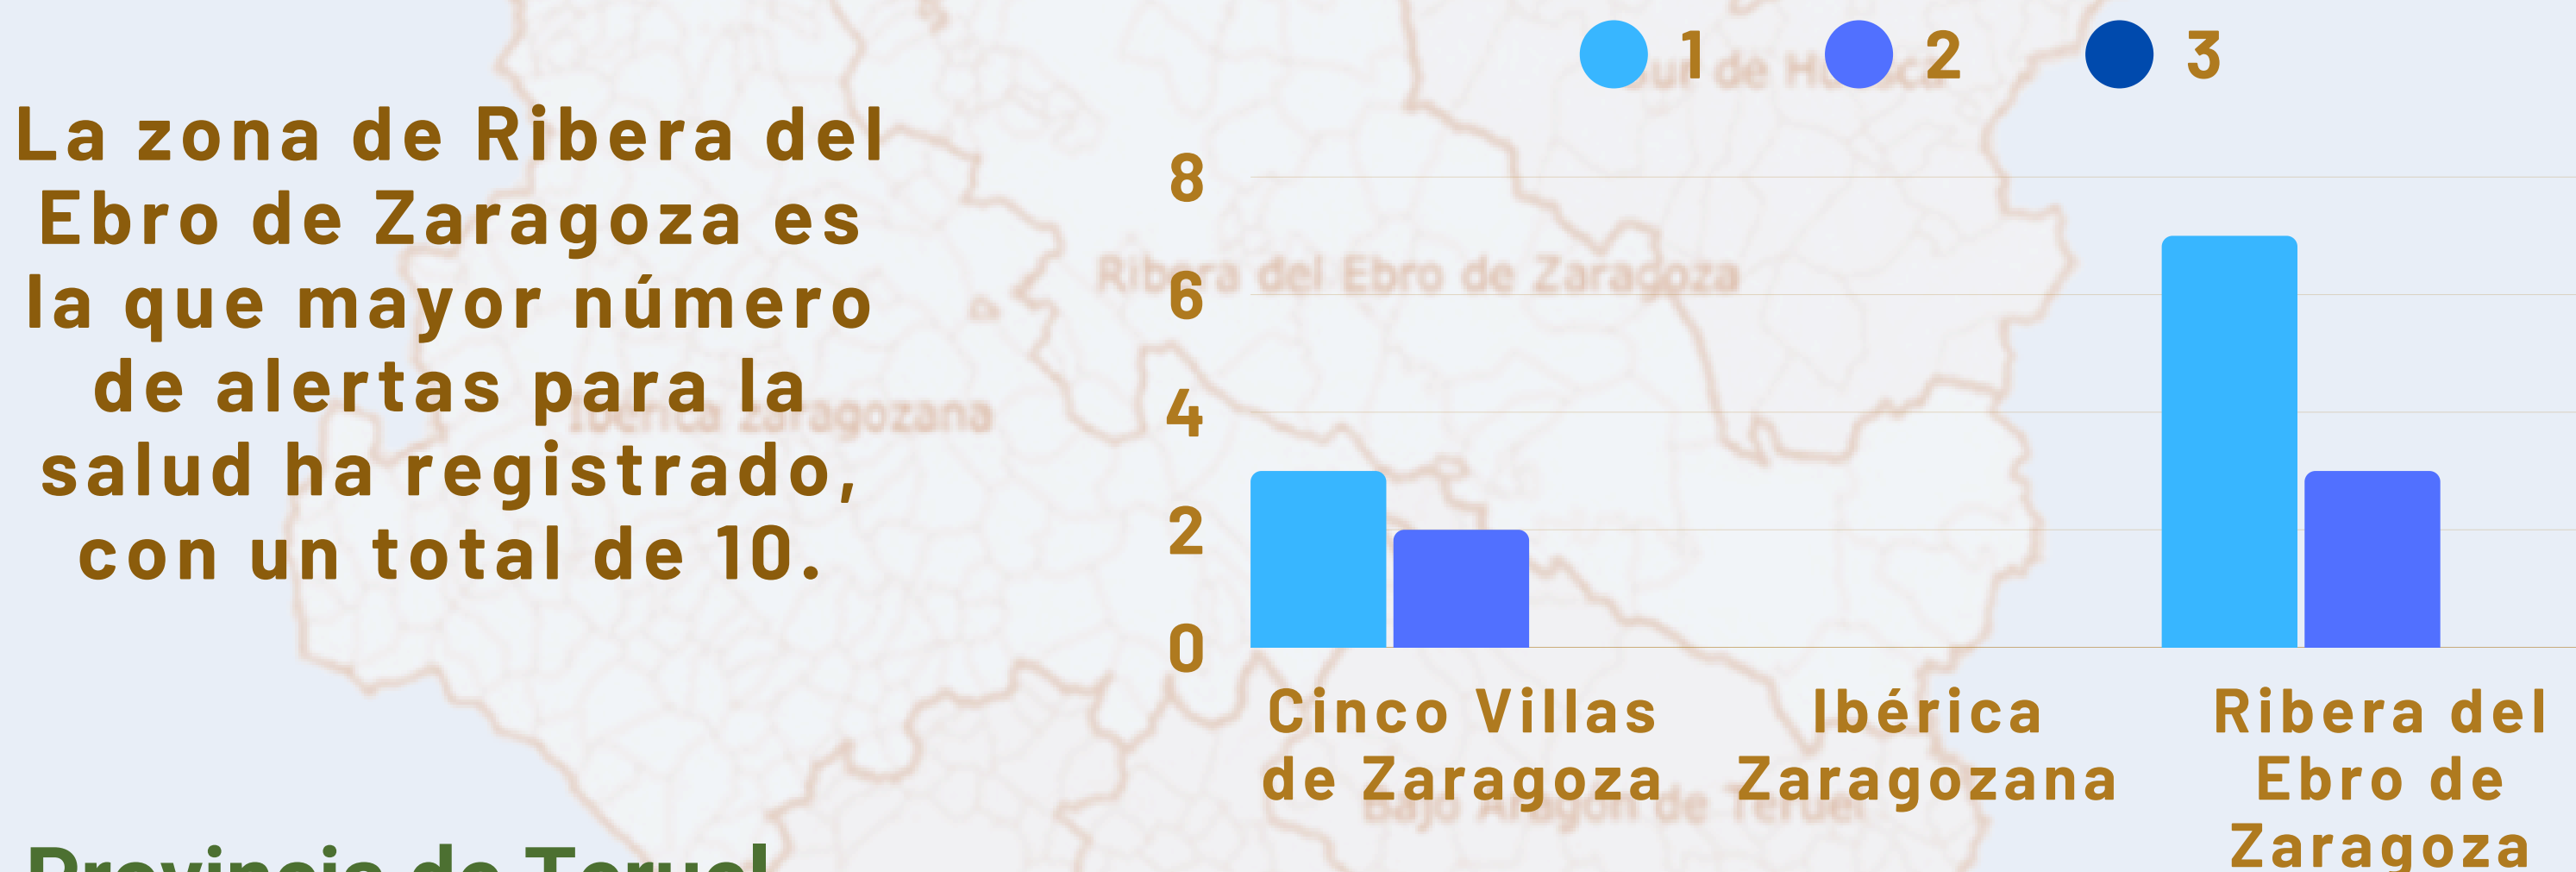 La zona de Ribera del
Ebro de Zaragoza es
la que mayor número
de alertas para la
salud ha registrado,
con un total de 10.
1
2
3
8
6
4
2
0
Cinco Villas
de Zaragoza
Ibérica
Zaragozana
Ribera del
Ebro de
Zaragoza
Ribera del Ebro de Zaragoza
Ibérica zaragozana
Sur de Huesca
Bajo Aragón de Teruel
Provincia de Teruel